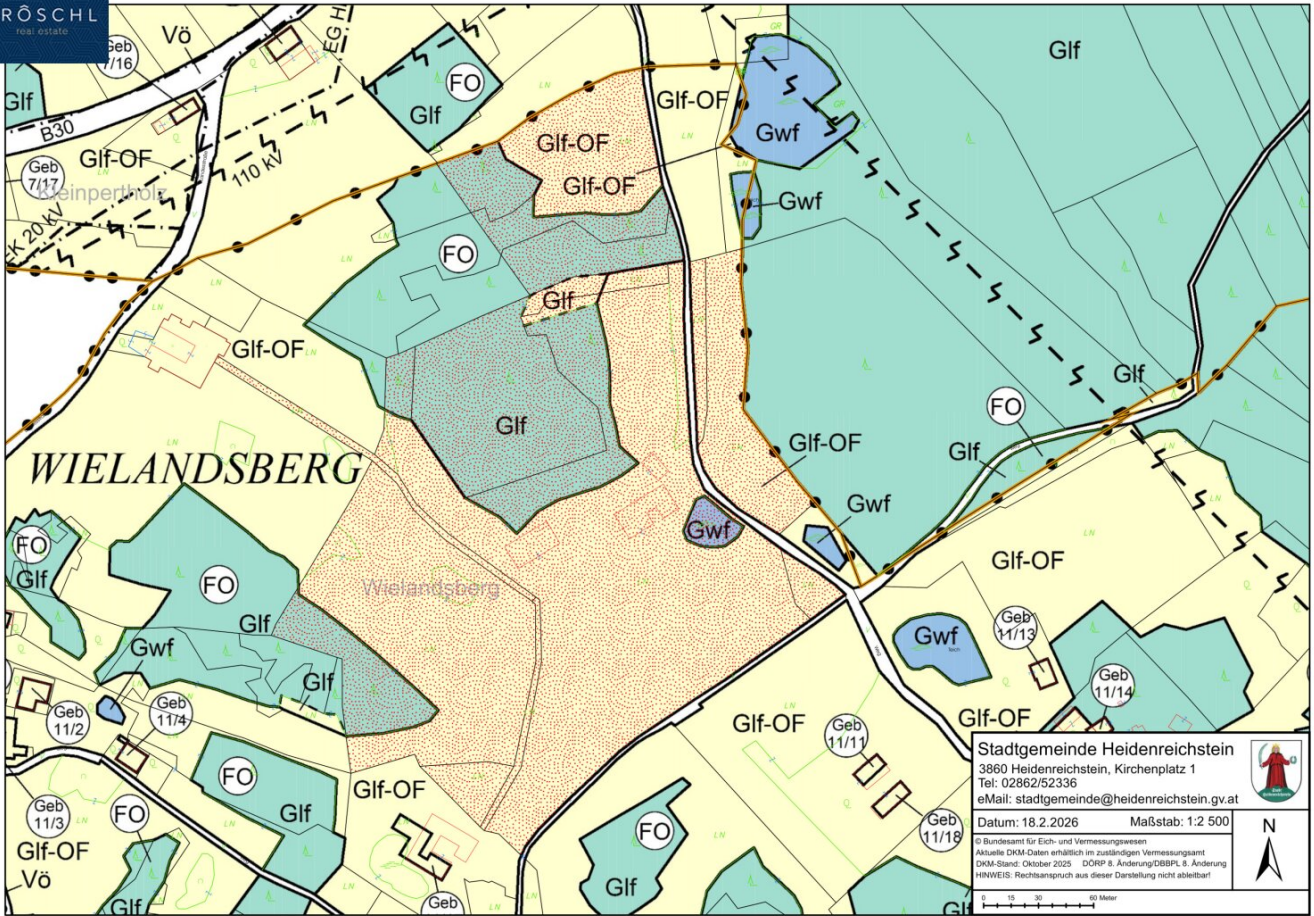 RÔSCHL
real estate
Vö
Geb
7/16
EG H
Glf
FO
Glf
Glf
B30
Glf-OF
Glf-OF
Gwf
Glf-OF
Geb
7/17
Kleinpertholz
110 kV
Glf-OF
Gwf
-K 20 kV
FO
Glf
Glf-OF
Glf
FO
Glf
Glf
Glf-OF
Glf
WIELANDSBERG
Gwf
Gwf
FO
Glf
FO
Glf
Wielandsberg
Glf-OF
Gwf
Geb
11/13
Gwf
Glf
Geb
11/14
Geb
11/2
Geb
11/4
Glf-OF
Geb
11/11
Glf-OF
FO
Glf
Glf-OF
Geb
11/3
FO
Glf-OF
Vö
Glf
FO
Glf
Geb
11/18
Glf
Stadtgemeinde Heidenreichstein
3860 Heidenreichstein, Kirchenplatz 1
Tel: 02862/52336
eMail: stadtgemeinde@heidenreichstein.gv.at
Datum: 18.2.2026 Maßstab: 1:2 500
© Bundesamt für Eich- und Vermessungswesen
Aktuelle DKM-Daten erhältlich im zuständigen Vermessungsamt
DKM-Stand: Oktober 2025 DÖRP 8. Änderung/DBBPL 8. Änderung
HINWEIS: Rechtsanspruch aus dieser Darstellung nicht ableitbar!
N
0 15 30 60 Meter